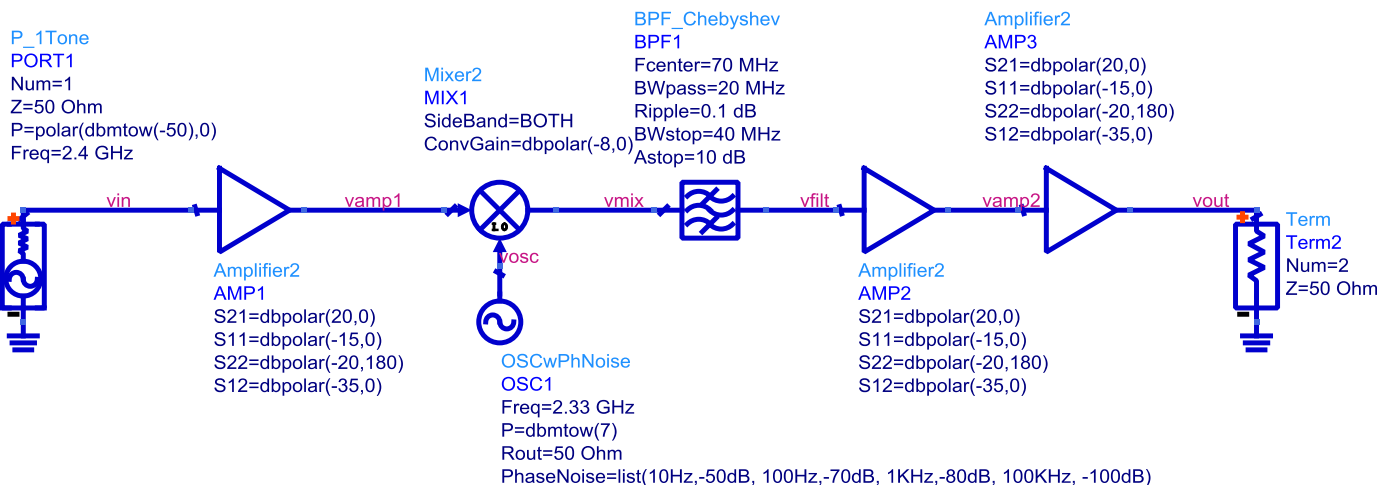 P_1Tone
PORT1
Num=1
Z=50 Ohm
P=polar(dbmtow(-50),0)
Freq=2.4 GHz
vin
Amplifier2
AMP1
S21=dbpolar(20,0)
S11=dbpolar(-15,0)
S22=dbpolar(-20,180)
S12=dbpolar(-35,0)
vamp1
Mixer2
MIX1
SideBand=BOTH
ConvGain=dbpolar(-8,0)
LO
vosc
OSCwPhNoise
OSC1
Freq=2.33 GHz
P=dbmtow(7)
Rout=50 Ohm
PhaseNoise=list(10Hz,-50dB, 100Hz,-70dB, 1KHz,-80dB, 100KHz, -100dB)
vmix
BPF_Chebyshev
BPF1
Fcenter=70 MHz
BWpass=20 MHz
Ripple=0.1 dB
BWstop=40 MHz
Astop=10 dB
vfilt
Amplifier2
AMP2
S21=dbpolar(20,0)
S11=dbpolar(-15,0)
S22=dbpolar(-20,180)
S12=dbpolar(-35,0)
vamp2
Amplifier2
AMP3
S21=dbpolar(20,0)
S11=dbpolar(-15,0)
S22=dbpolar(-20,180)
S12=dbpolar(-35,0)
vout
Term
Term2
Num=2
Z=50 Ohm